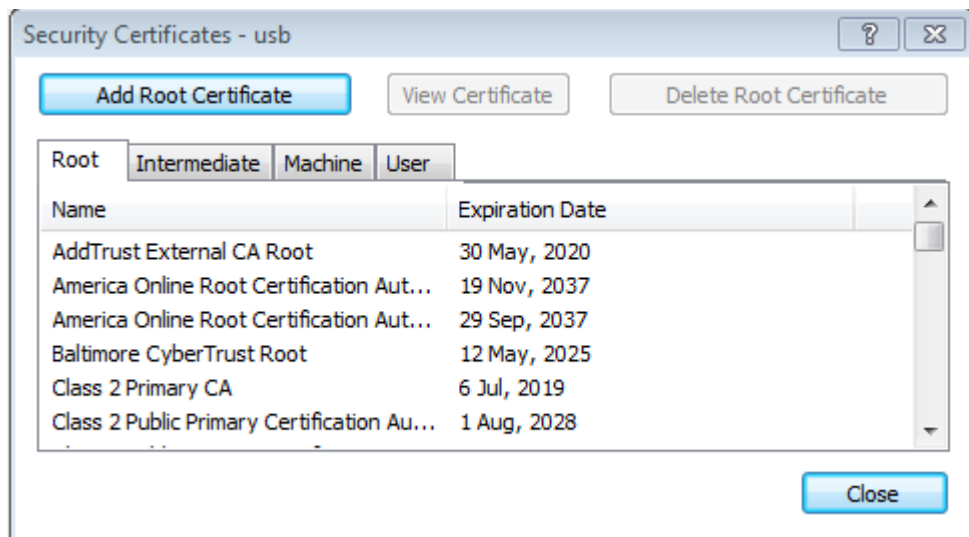 Security Certificates - usb
Add Root Certificate View Certificate Delete Root Certificate
Root Intermediate Machine User
Name Expiration Date
AddTrust External CA Root 30 May, 2020
America Online Root Certification Aut... 19 Nov, 2037
America Online Root Certification Aut... 29 Sep, 2037
Baltimore CyberTrust Root 12 May, 2025
Class 2 Primary CA 6 Jul, 2019
Class 2 Public Primary Certification Au... 1 Aug, 2028
Close